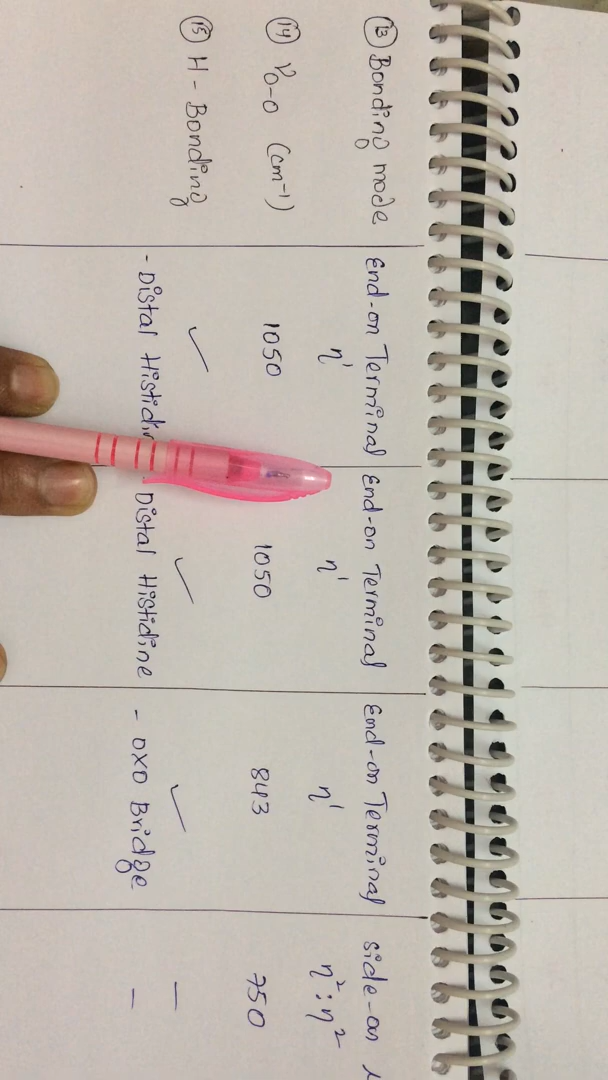 ⑬ Bonding mode End-on Terminal End-on Terminal End-on Terminal side-on
η¹ η¹ η¹ η² : η²
⑭ νo-o (cm⁻¹) 1050 1050 843 750
⑮ H - Bonding ✓ ✓ ✓ —
- Distal Distal Histidine - oxo Bridge —